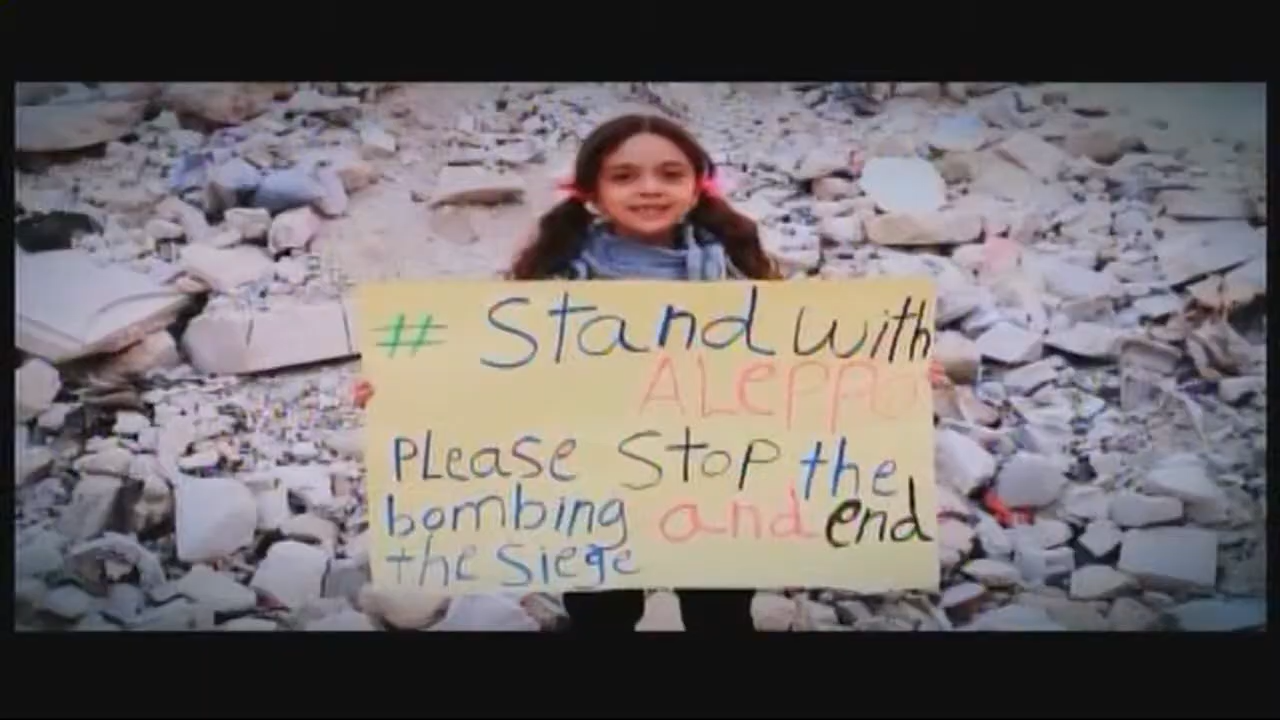 # Stand with
ALeppo
PLease Stop the
bombing and end
the Siege